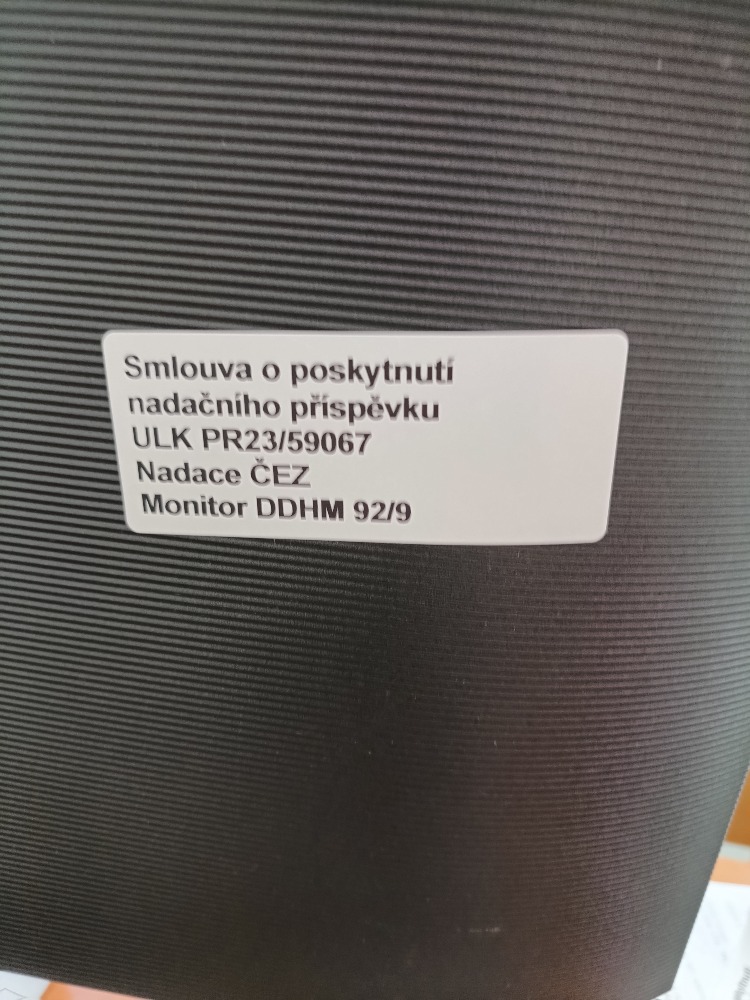 Smlouva o poskytnutí
nadačního příspěvku
ULK PR23/59067
Nadace ČEZ
Monitor DDHM 92/9